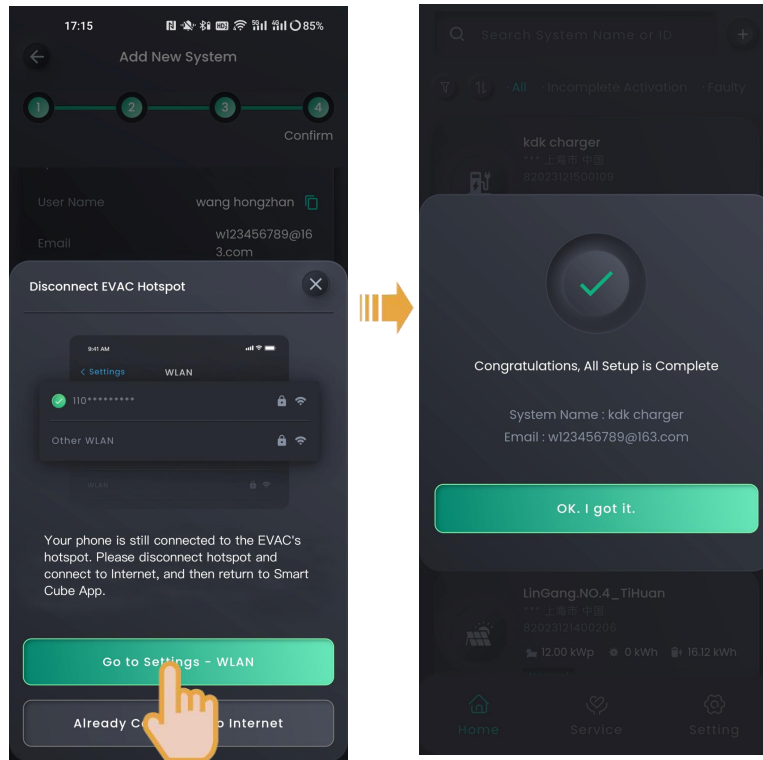 17:15
HD2
5G
4G
85%
Add New System
1
2
3
4
Confirm
User Name
wang hongzhan
Email
w123456789@16
3.com
Disconnect EVAC Hotspot
9:41 AM
< Settings
WLAN
110*********
Other WLAN
WLAN
Your phone is still connected to the EVAC's
hotspot. Please disconnect hotspot and
connect to Internet, and then return to Smart
Cube App.
Go to Settings - WLAN
Already Co o Internet
Search System Name or ID
+
·All ·Incomplete Activation ·Faulty
kdk charger
*** 上海市 中国
82023121500109
Congratulations, All Setup is Complete
System Name : kdk charger
Email : w123456789@163.com
OK. I got it.
LinGang.NO.4_TiHuan
*** 上海市 中国
82023121400206
12.00 kWp 0 kWh 16.12 kWh
Home
Service
Setting